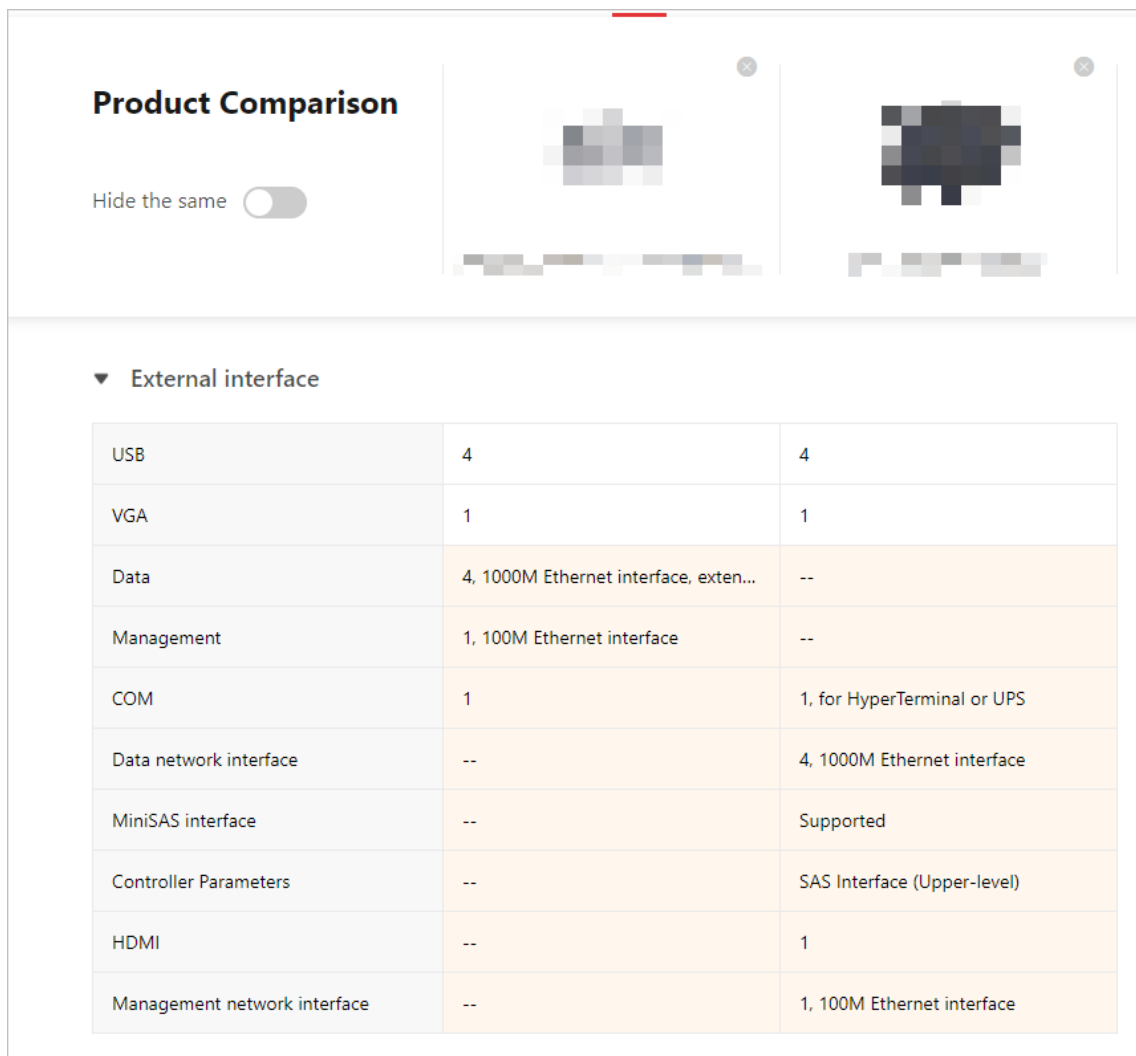 Product Comparison
Hide the same
External interface
USB 4 4
VGA 1 1
Data 4, 1000M Ethernet interface, exten... --
Management 1, 100M Ethernet interface --
COM 1 1, for HyperTerminal or UPS
Data network interface -- 4, 1000M Ethernet interface
MiniSAS interface -- Supported
Controller Parameters -- SAS Interface (Upper-level)
HDMI -- 1
Management network interface -- 1, 100M Ethernet interface